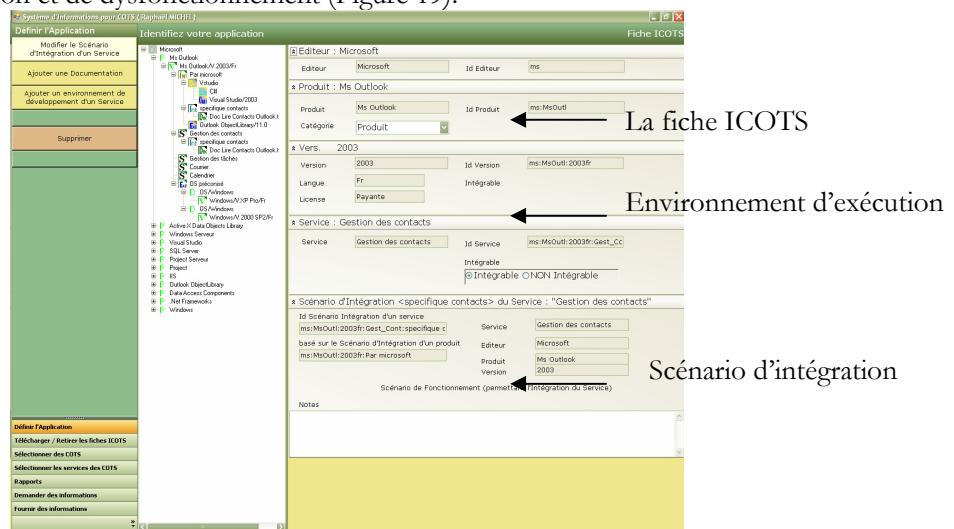 on et de dysfonctionnement (Figure 19).
Système d'Informations pour COTS ( Raphaël MICHEL )
Définir l'Application
Identifiez votre application
Fiche ICOTS
Modifier le Scénario d'Intégration d'un Service
Ajouter une Documentation
Ajouter un environnement de développement d'un Service
Supprimer
Définir l'Application
Télécharger / Retirer les fiches ICOTS
Sélectionner des COTS
Sélectionner les services des COTS
Rapports
Demander des informations
Fournir des informations
Microsoft
Ms Outlook
Ms Outlook/V.2003/Fr
Par microsoft
Vstudio
C#
Visual Studio/2003
specifique contacts
Doc Lire Contacts Outlook.t
Outlook ObjectLibrary/11.0
Gestion des contacts
specifique contacts
Doc Lire Contacts Outlook.t
Gestion des tâches
Courrier
Calendrier
OS préconisé
OS/Windows
Windows/V.XP Pro/Fr
OS/Windows
Windows/V.2000 SP2/Fr
Active X Data Objects Library
Windows Serveur
Visual Studio
SQL Server
Project Serveur
Project
IIS
Outlook ObjectLibrary
Data Access Components
.Net Frameworks
Windows
Editeur : Microsoft
Editeur Microsoft Id Editeur ms
Produit : Ms Outlook
Produit Ms Outlook Id Produit ms:MsOutl
Catégorie Produit
Vers. 2003
Version 2003 Id Version ms:MsOutl:2003fr
Langue Fr Intégrable
License Payante
Service : Gestion des contacts
Service Gestion des contacts Id Service ms:MsOutl:2003fr:Gest_Cc
Intégrable
Intégrable NON Intégrable
Scénario d'Intégration <specifique contacts> du Service : "Gestion des contacts"
Id Scénario Intégration d'un service
ms:MsOutl:2003fr:Gest_Cont:specifique c Service Gestion des contacts
basé sur le Scénario d'Intégration d'un produit Editeur Microsoft
ms:MsOutl:2003fr:Par microsoft Produit Ms Outlook
Version 2003
Scénario de Fonctionnement (permettant l'Intégration du Service)
Notes
La fiche ICOTS
Environnement d'exécution
Scénario d'intégration